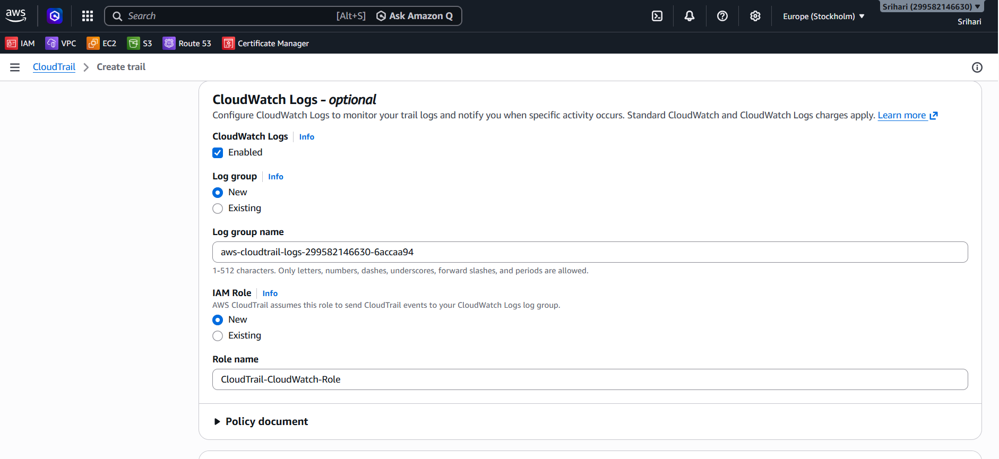 aws
Search [Alt+S] Ask Amazon Q
Europe (Stockholm)
Srihari (299582146630)
Srihari
IAM VPC EC2 S3 Route 53 Certificate Manager
CloudTrail Create trail
CloudWatch Logs - optional
Configure CloudWatch Logs to monitor your trail logs and notify you when specific activity occurs. Standard CloudWatch and CloudWatch Logs charges apply. Learn more
CloudWatch Logs Info
Enabled
Log group Info
New
Existing
Log group name
aws-cloudtrail-logs-299582146630-6accaa94
1-512 characters. Only letters, numbers, dashes, underscores, forward slashes, and periods are allowed.
IAM Role Info
AWS CloudTrail assumes this role to send CloudTrail events to your CloudWatch Logs log group.
New
Existing
Role name
CloudTrail-CloudWatch-Role
Policy document